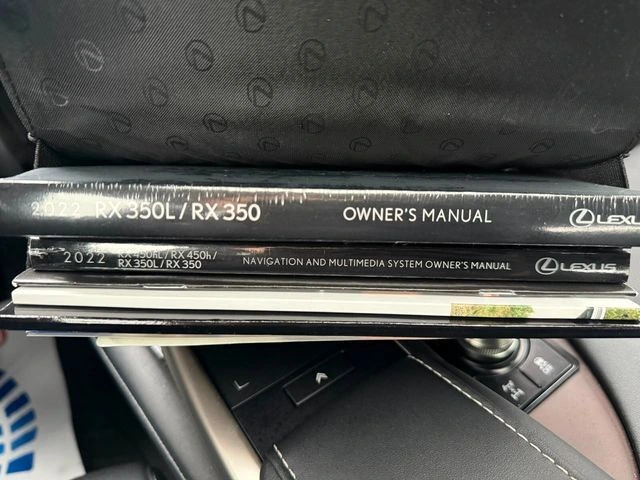 2022 RX 350L / RX 350 OWNER'S MANUAL LEXU
2022 RX 450hL / RX 450h / RX 350L / RX 350 NAVIGATION AND MULTIMEDIA SYSTEM OWNER'S MANUAL LEXUS